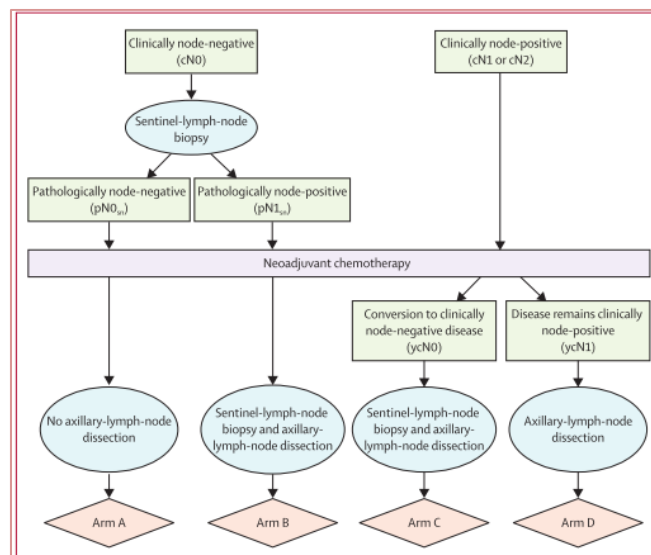 Clinically node-negative
(cN0)
Clinically node-positive
(cN1 or cN2)
Sentinel-lymph-node
biopsy
Pathologically node-negative
(pN0sn)
Pathologically node-positive
(pN1sn)
Neoadjuvant chemotherapy
Conversion to clinically
node-negative disease
(ycN0)
Disease remains clinically
node-positive
(ycN1)
No axillary-lymph-node
dissection
Sentinel-lymph-node
biopsy and axillary-
lymph-node dissection
Sentinel-lymph-node
biopsy and axillary-
lymph-node dissection
Axillary-lymph-node
dissection
Arm A
Arm B
Arm C
Arm D